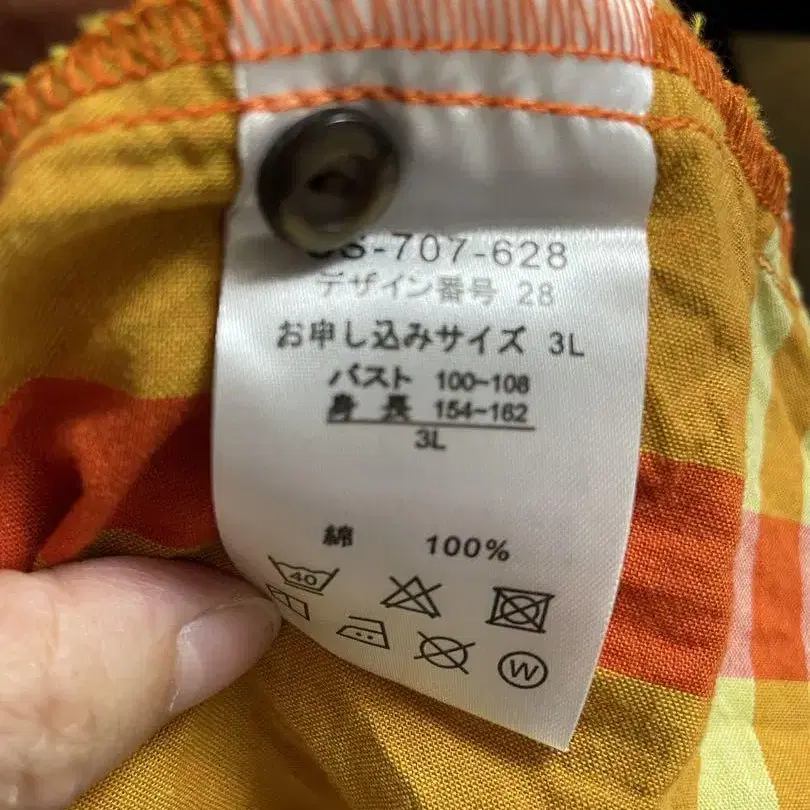 -707-628
デザイン番号 28
お申し込みサイズ 3L
バスト 100~108
身長 154~162
3L
綿 100%
40
W